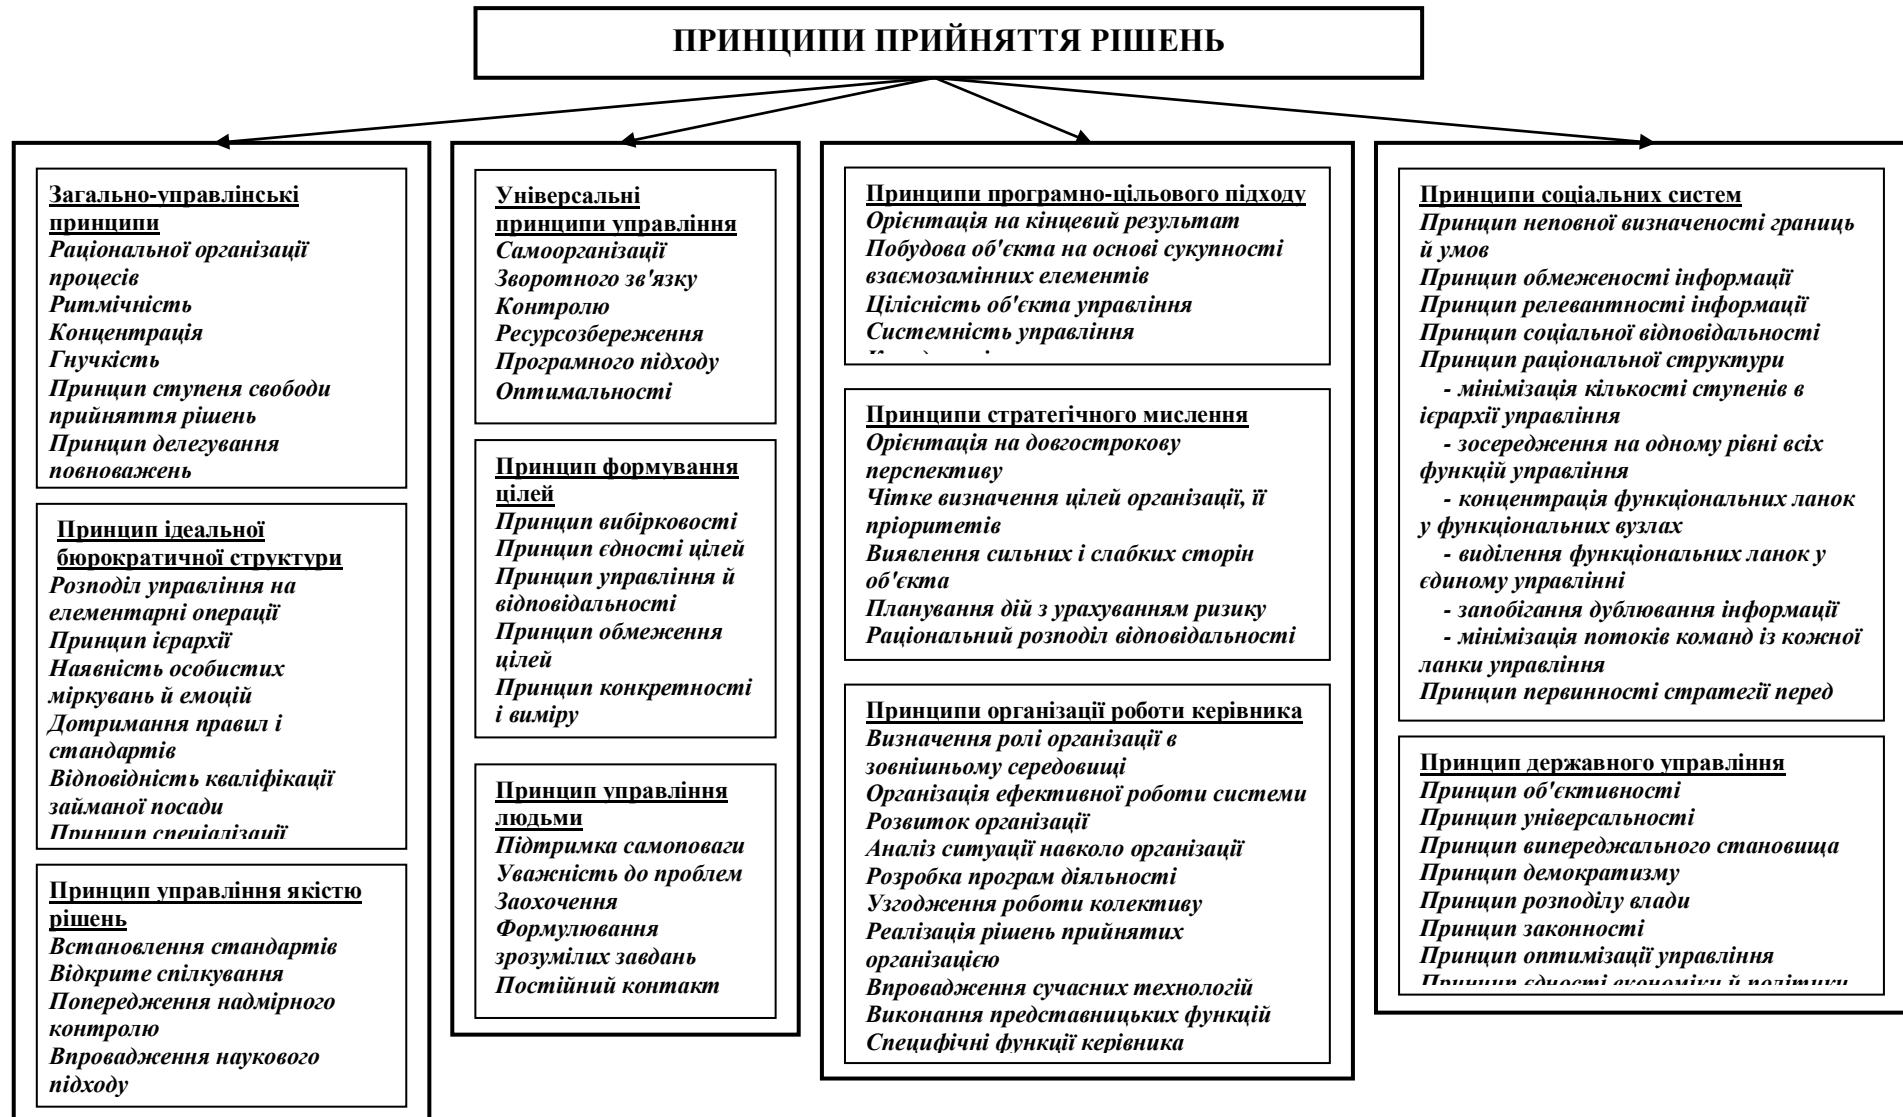 ПРИНЦИПИ ПРИЙНЯТТЯ РІШЕНЬ
Загально-управлінські
принципи
Раціональної організації
процесів
Ритмічність
Концентрація
Гнучкість
Принцип ступеня свободи
прийняття рішень
Принцип делегування
повноважень
Принцип ідеальної
бюрократичної структури
Розподіл управління на
елементарні операції
Принцип ієрархії
Наявність особистих
міркувань й емоцій
Дотримання правил і
стандартів
Відповідність кваліфікації
займаної посади
Принцип спеціалізації
Принцип управління якістю
рішень
Встановлення стандартів
Відкрите спілкування
Попередження надмірного
контролю
Впровадження наукового
підходу
Універсальні
принципи управління
Самоорганізації
Зворотного зв'язку
Контролю
Ресурсозбереження
Програмного підходу
Оптимальності
Принцип формування
цілей
Принцип вибірковості
Принцип єдності цілей
Принцип управління й
відповідальності
Принцип обмеження
цілей
Принцип конкретності
і виміру
Принцип управління
людьми
Підтримка самоповаги
Уважність до проблем
Заохочення
Формулювання
зрозумілих завдань
Постійний контакт
Принципи програмно-цільового підходу
Орієнтація на кінцевий результат
Побудова об'єкта на основі сукупності
взаємозамінних елементів
Цілісність об'єкта управління
Системність управління
Принципи стратегічного мислення
Орієнтація на довгострокову
перспективу
Чітке визначення цілей організації, її
пріоритетів
Виявлення сильних і слабких сторін
об'єкта
Планування дій з урахуванням ризику
Раціональний розподіл відповідальності
Принципи організації роботи керівника
Визначення ролі організації в
зовнішньому середовищі
Організація ефективної роботи системи
Розвиток організації
Аналіз ситуації навколо організації
Розробка програм діяльності
Узгодження роботи колективу
Реалізація рішень прийнятих
організацією
Впровадження сучасних технологій
Виконання представницьких функцій
Специфічні функції керівника
Принципи соціальних систем
Принцип неповної визначеності границь
й умов
Принцип обмеженості інформації
Принцип релевантності інформації
Принцип соціальної відповідальності
Принцип раціональної структури
- мінімізація кількості ступенів в
ієрархії управління
- зосередження на одному рівні всіх
функцій управління
- концентрація функціональних ланок
у функціональних вузлах
- виділення функціональних ланок у
єдиному управлінні
- запобігання дублювання інформації
- мінімізація потоків команд із кожної
ланки управління
Принцип первинності стратегії перед
Принцип державного управління
Принцип об'єктивності
Принцип універсальності
Принцип випереджального становища
Принцип демократизму
Принцип розподілу влади
Принцип законності
Принцип оптимізації управління
Принцип єдності економіки й політики